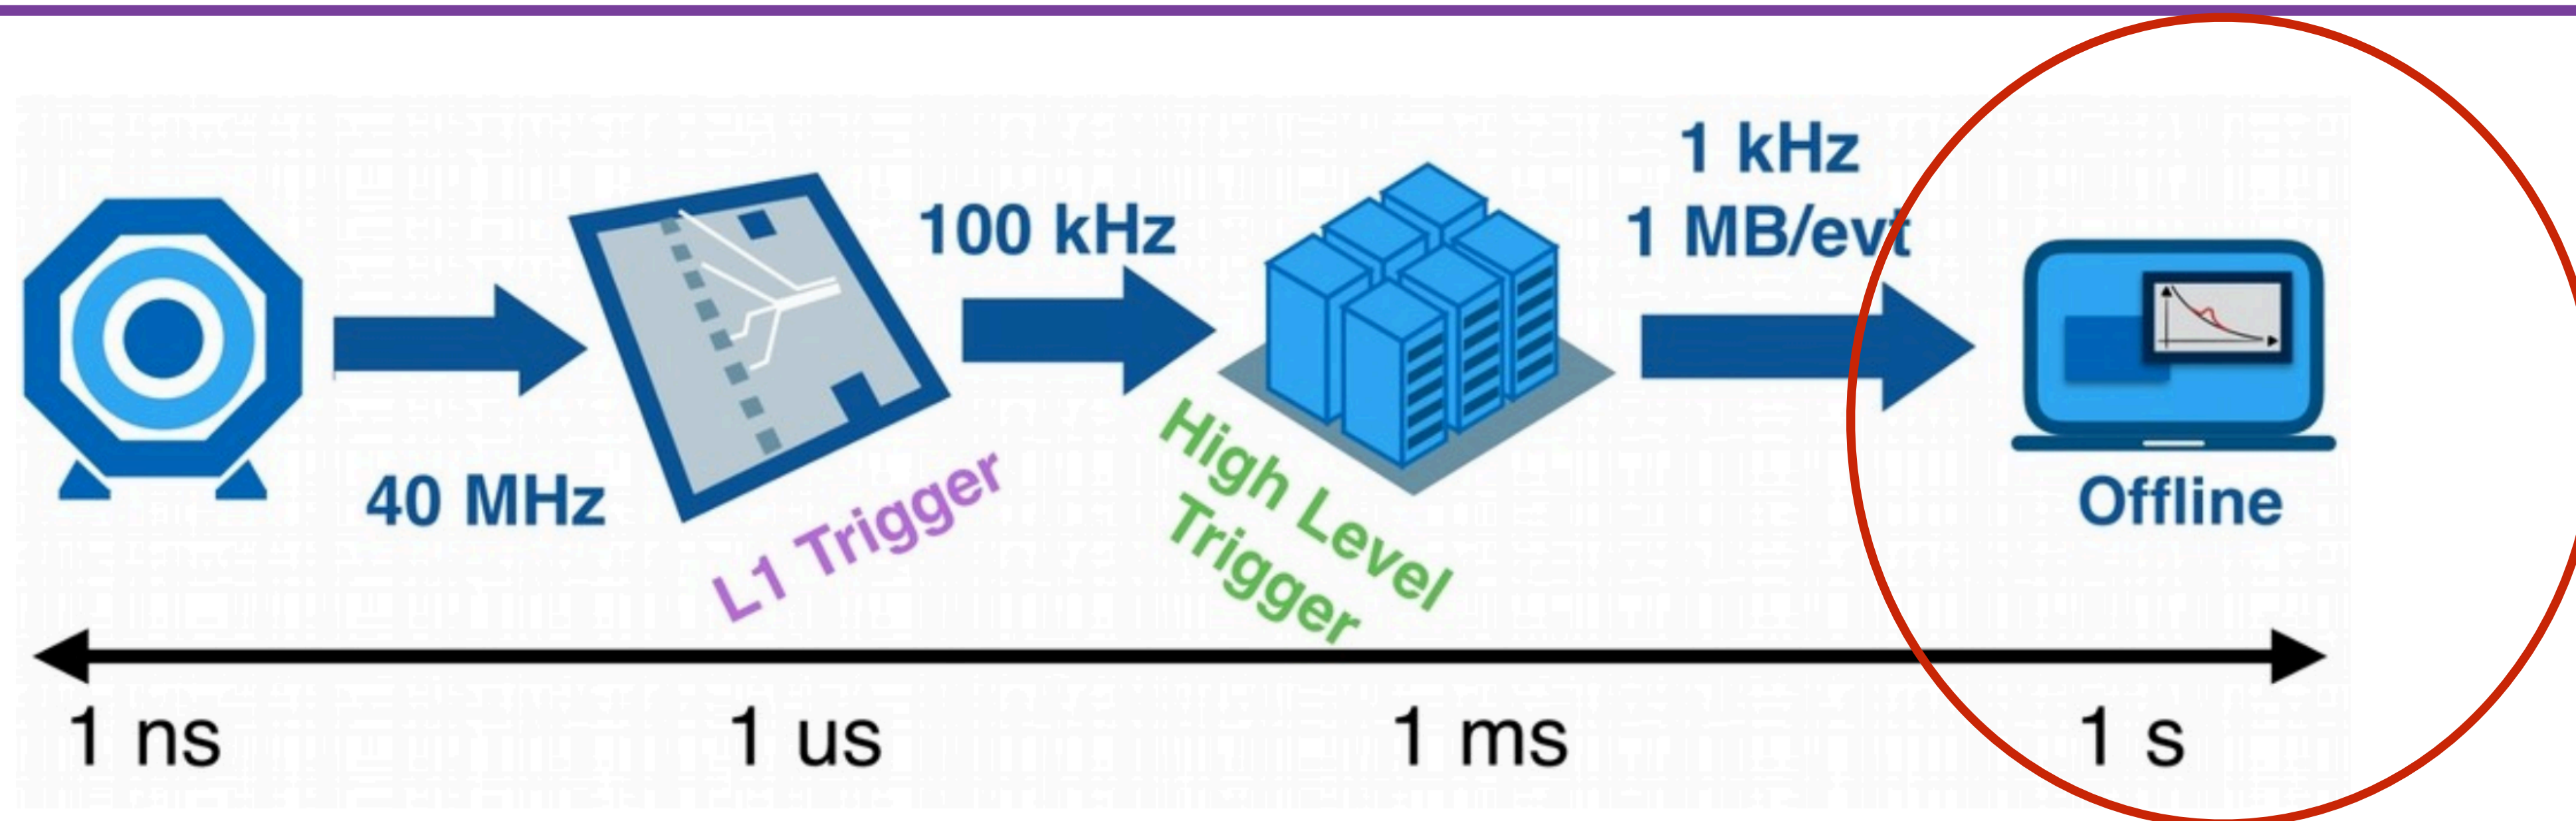 40 MHz
L1 Trigger
100 kHz
High Level
Trigger
1 kHz
1 MB/evt
Offline
1 ns
1 us
1 ms
1 s